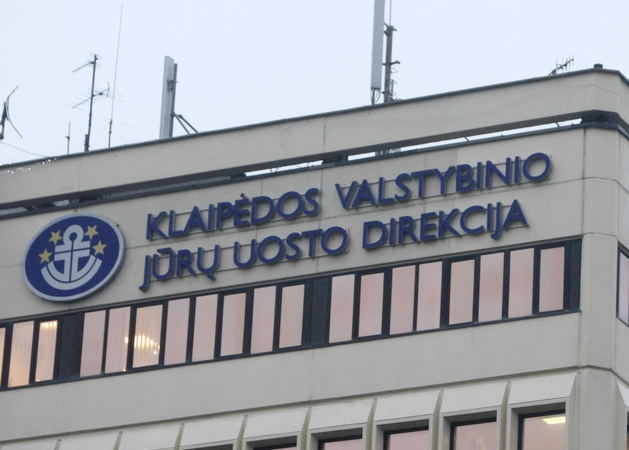 KLAIPĖDOS VALSTYBINIO
JŪRŲ UOSTO DIREKCIJA